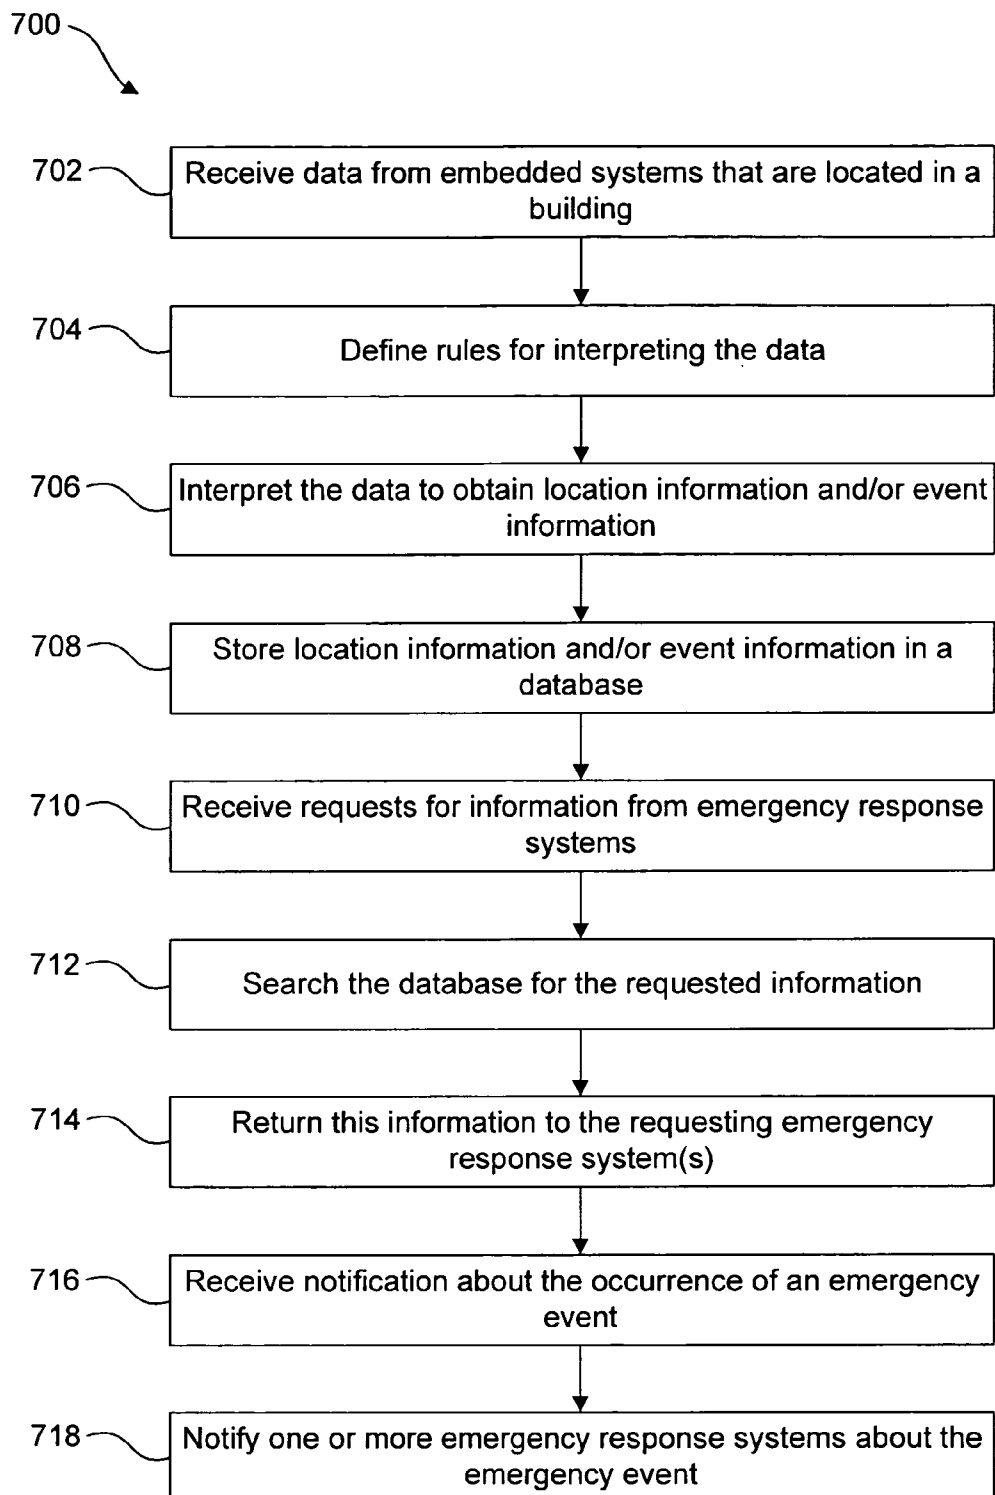 700
702
Receive data from embedded systems that are located in a
building
704
Define rules for interpreting the data
706
Interpret the data to obtain location information and/or event
information
708
Store location information and/or event information in a
database
710
Receive requests for information from emergency response
systems
712
Search the database for the requested information
714
Return this information to the requesting emergency
response system(s)
716
Receive notification about the occurrence of an emergency
event
718
Notify one or more emergency response systems about the
emergency event